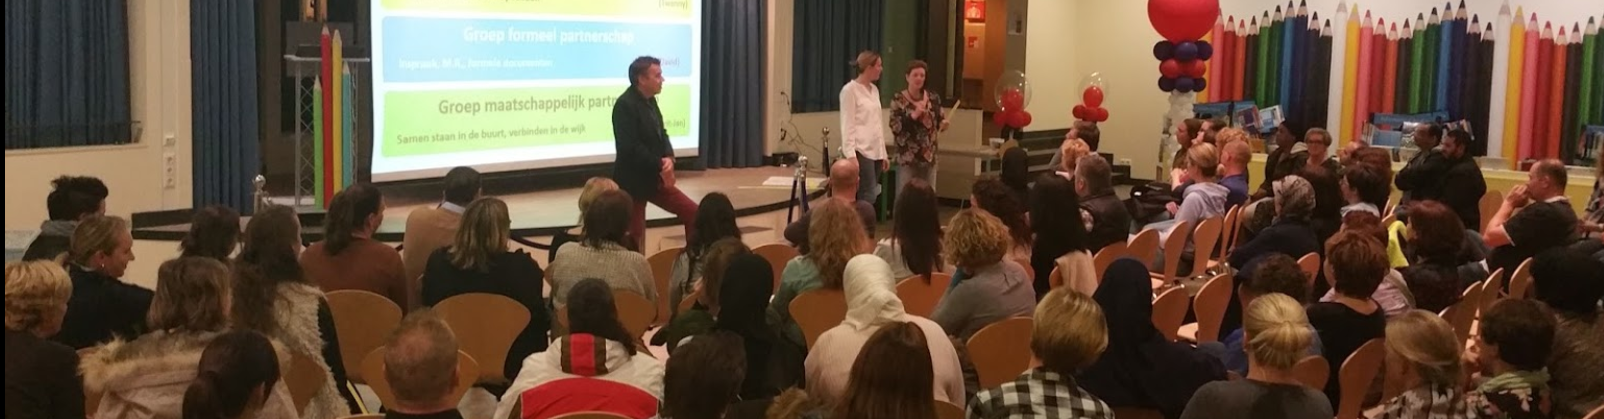 Groep formeel partnerschap
Inspraak, M.R., formele documenten
Groep maatschappelijk partn
Samen staan in de buurt, verbinden in de wijk